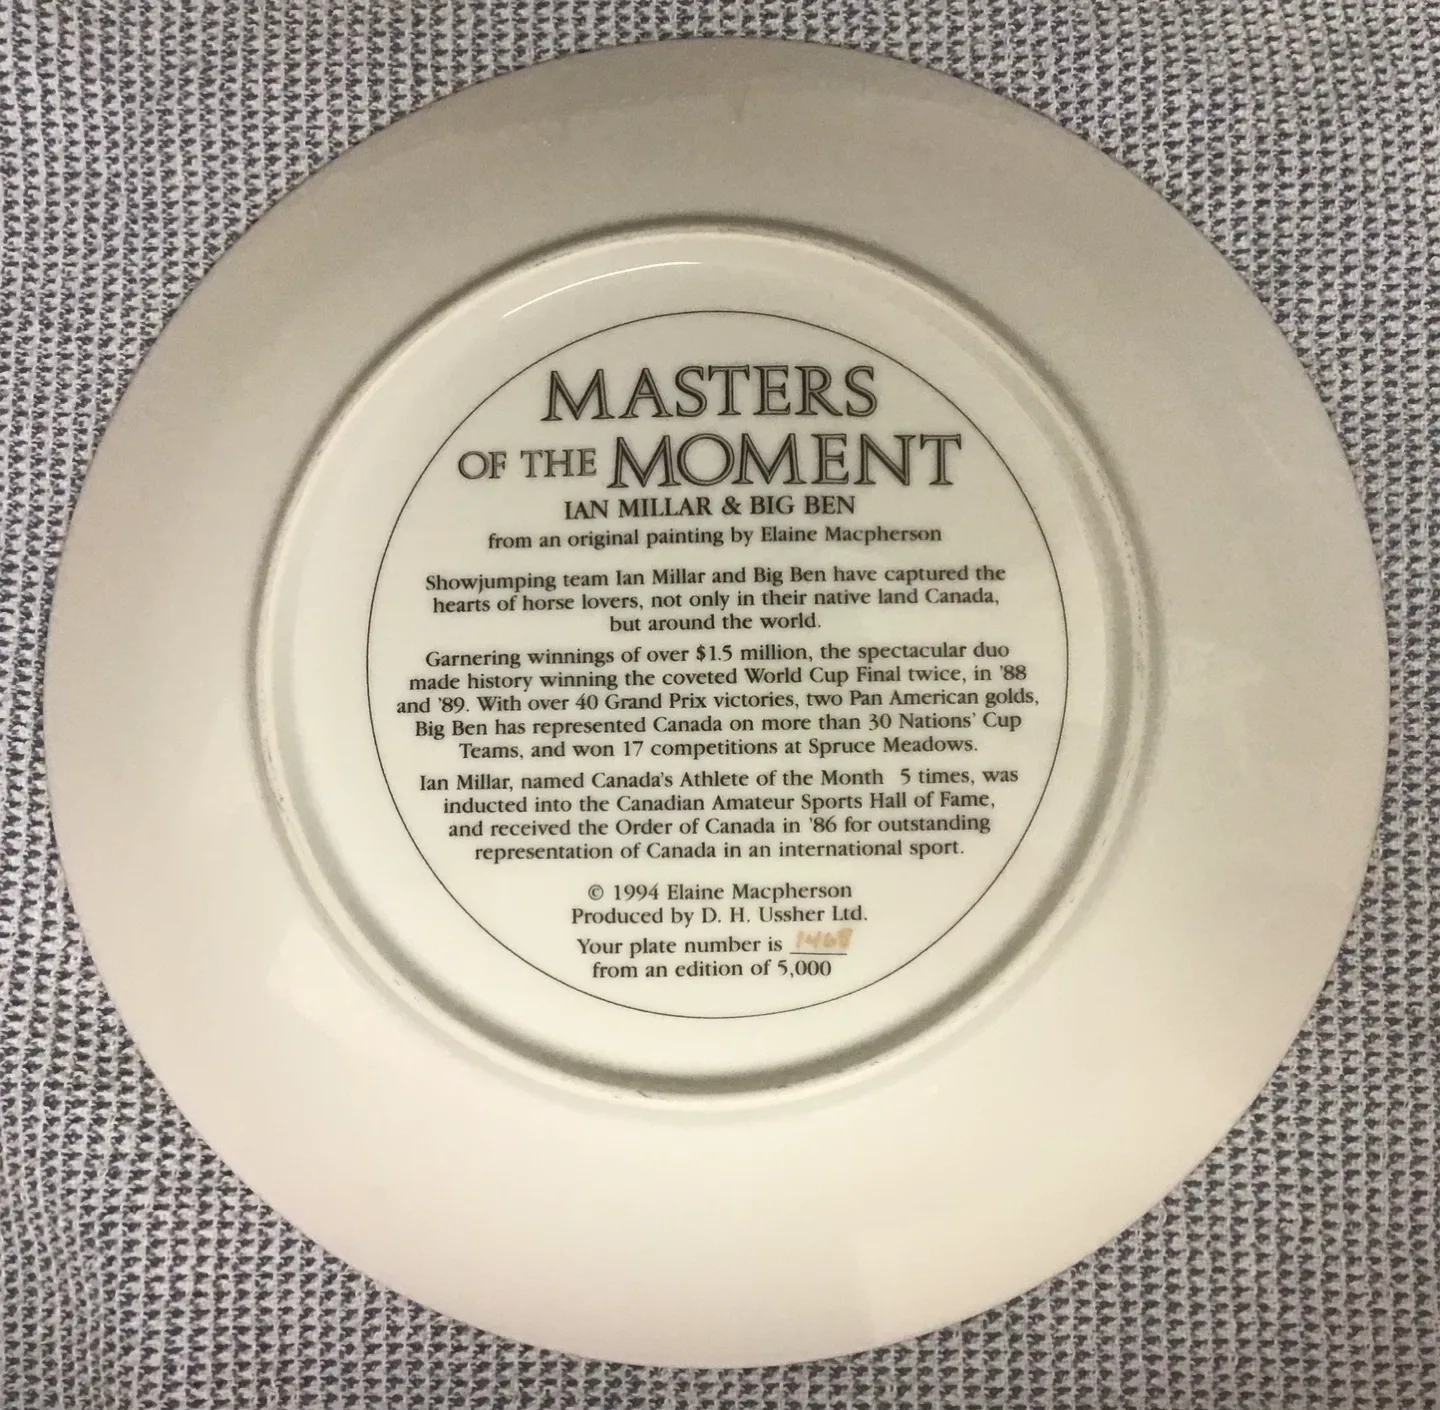 MASTERS
OF THE MOMENT
IAN MILLAR & BIG BEN
from an original painting by Elaine Macpherson
Showjumping team Ian Millar and Big Ben have captured the
hearts of horse lovers, not only in their native land Canada,
but around the world.
Garnering winnings of over $1.5 million, the spectacular duo
made history winning the coveted World Cup Final twice, in '88
and '89. With over 40 Grand Prix victories, two Pan American golds,
Big Ben has represented Canada on more than 30 Nations' Cup
Teams, and won 17 competitions at Spruce Meadows.
Ian Millar, named Canada's Athlete of the Month 5 times, was
inducted into the Canadian Amateur Sports Hall of Fame,
and received the Order of Canada in '86 for outstanding
representation of Canada in an international sport.
© 1994 Elaine Macpherson
Produced by D. H. Ussher Ltd.
Your plate number is 1468
from an edition of 5,000